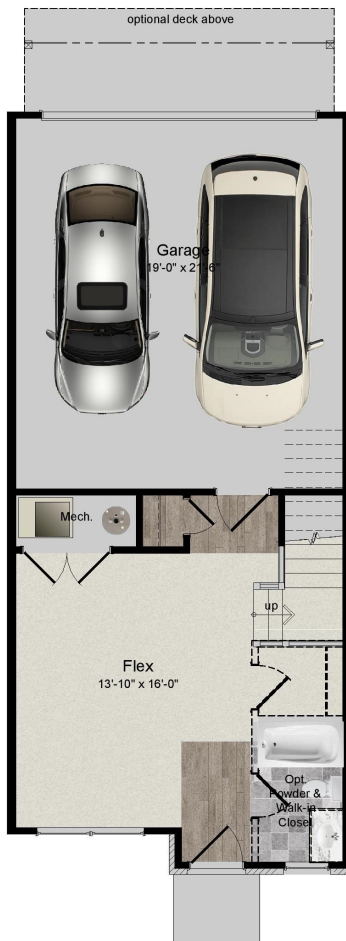 optional deck above
Garage
19'-0" x 21'-6"
Mech.
up
Flex
13'-10" x 16'-0"
Opt.
Powder &
Walk-in
Closet